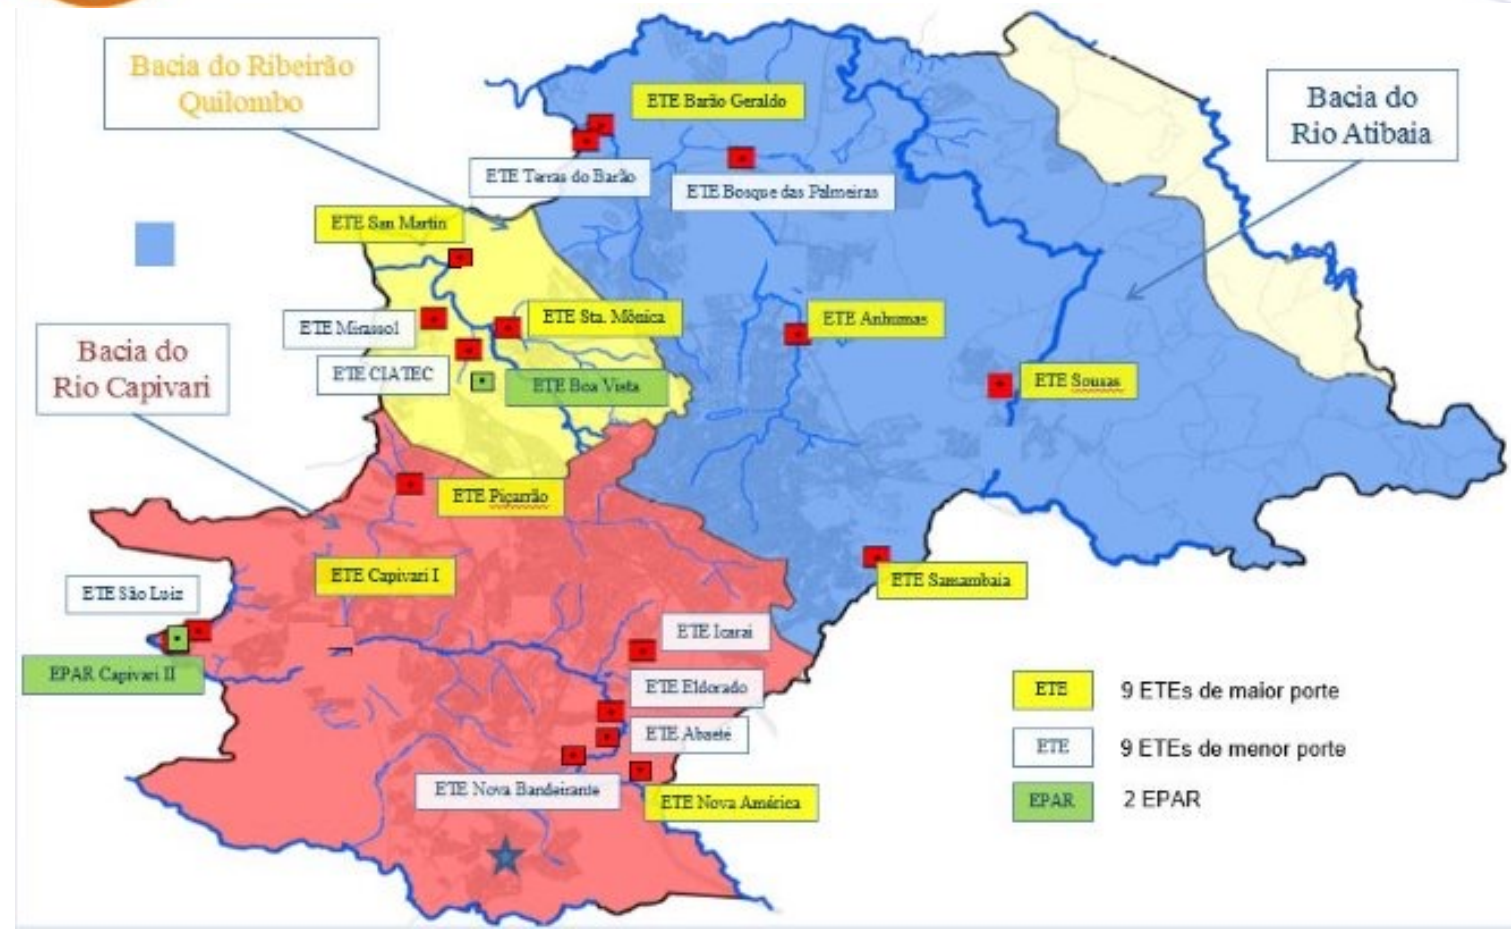 Bacia do Ribeirão
Quilombo
ETE Barão Geraldo
Bacia do
Rio Atibaia
ETE Terras do Barão
ETE Bosque das Palmeiras
ETE San Martin
ETE Mirassol
ETE Sta. Mônica
ETE Anhumas
Bacia do
Rio Capivari
ETE CIATEC
ETE Boa Vista
ETE Sousas
ETE Piçarrão
ETE Capivari I
ETE Samambaia
ETE São Luiz
ETE Icarai
EPAR Capivari II
ETE Eldorado
ETE Abaeté
ETE Nova Bandeirante
ETE Nova América
ETE 9 ETEs de maior porte
ETE 9 ETEs de menor porte
EPAR 2 EPAR